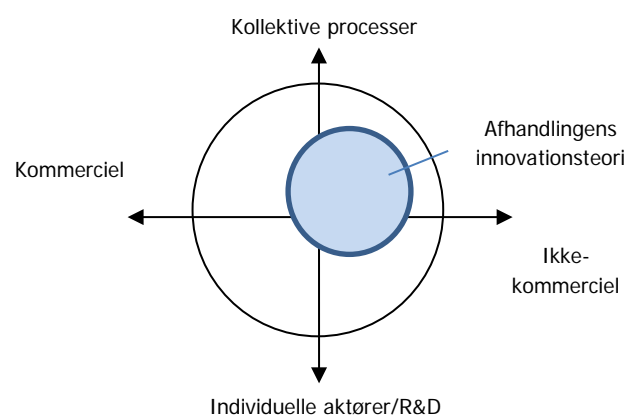 Kollektive processer
Afhandlingens
innovationsteori
Kommerciel
Ikke-
kommerciel
Individuelle aktører/R&D